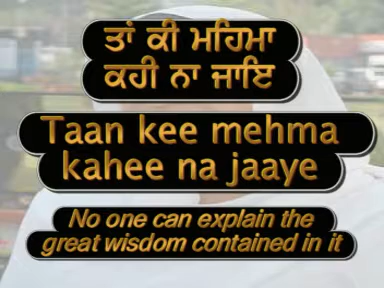 ਤਾਂ ਕੀ ਮਹਿਮਾ
ਕਹੀ ਨਾ ਜਾਇ
Taan kee mehma
kahee na jaaye
No one can explain the
great wisdom contained in it